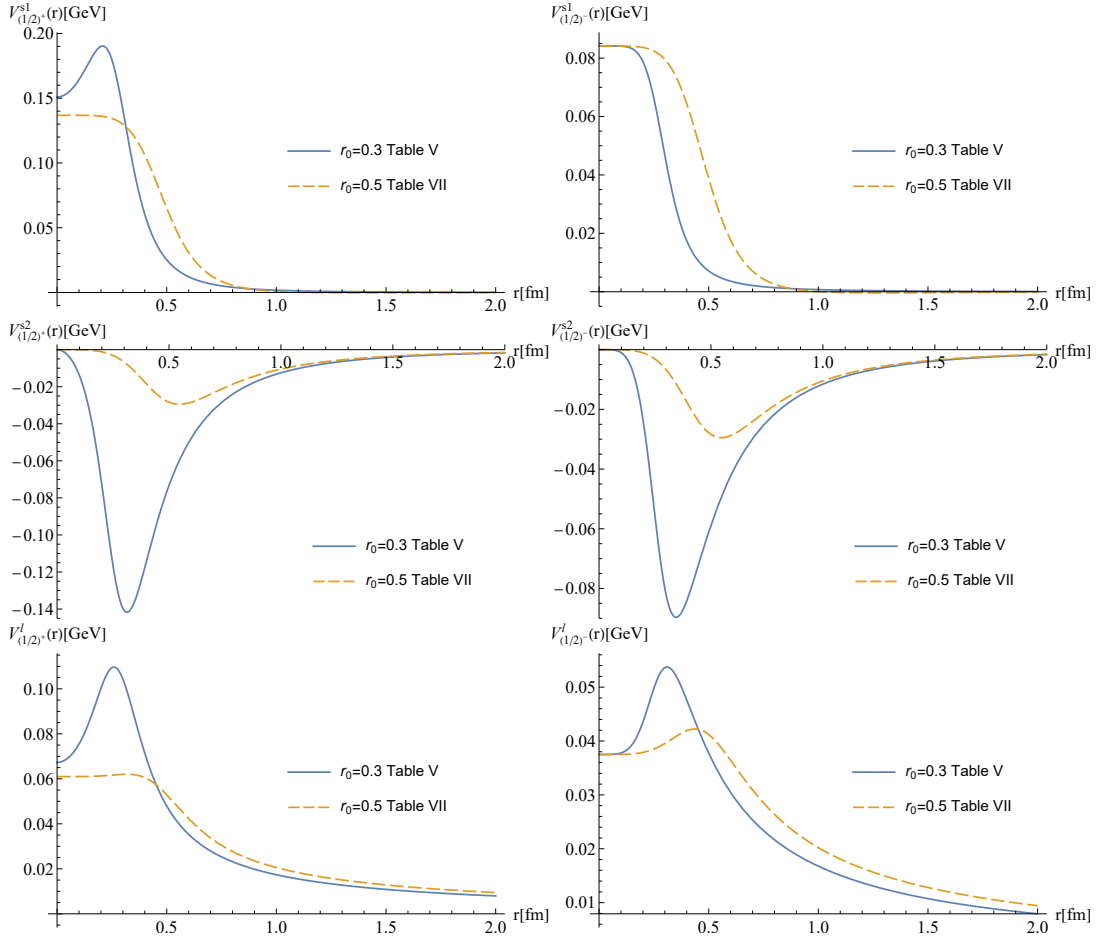 V^{s1}_{(1/2)^+}(r)[GeV]
0.20
0.15
0.10
0.05
0.5 1.0 1.5 2.0 r[fm]
r_0=0.3 Table V
r_0=0.5 Table VII
V^{s1}_{(1/2)^-}(r)[GeV]
0.08
0.06
0.04
0.02
0.5 1.0 1.5 2.0 r[fm]
r_0=0.3 Table V
r_0=0.5 Table VII
V^{s2}_{(1/2)^+}(r)[GeV]
0.5 1.0 1.5 2.0 r[fm]
−0.02
−0.04
−0.06
−0.08
−0.10
−0.12
−0.14
r_0=0.3 Table V
r_0=0.5 Table VII
V^{s2}_{(1/2)^-}(r)[GeV]
0.5 1.0 1.5 2.0 r[fm]
−0.02
−0.04
−0.06
−0.08
r_0=0.3 Table V
r_0=0.5 Table VII
V^{l}_{(1/2)^+}(r)[GeV]
0.10
0.08
0.06
0.04
0.02
0.5 1.0 1.5 2.0 r[fm]
r_0=0.3 Table V
r_0=0.5 Table VII
V^{l}_{(1/2)^-}(r)[GeV]
0.05
0.04
0.03
0.02
0.01
0.5 1.0 1.5 2.0 r[fm]
r_0=0.3 Table V
r_0=0.5 Table VII